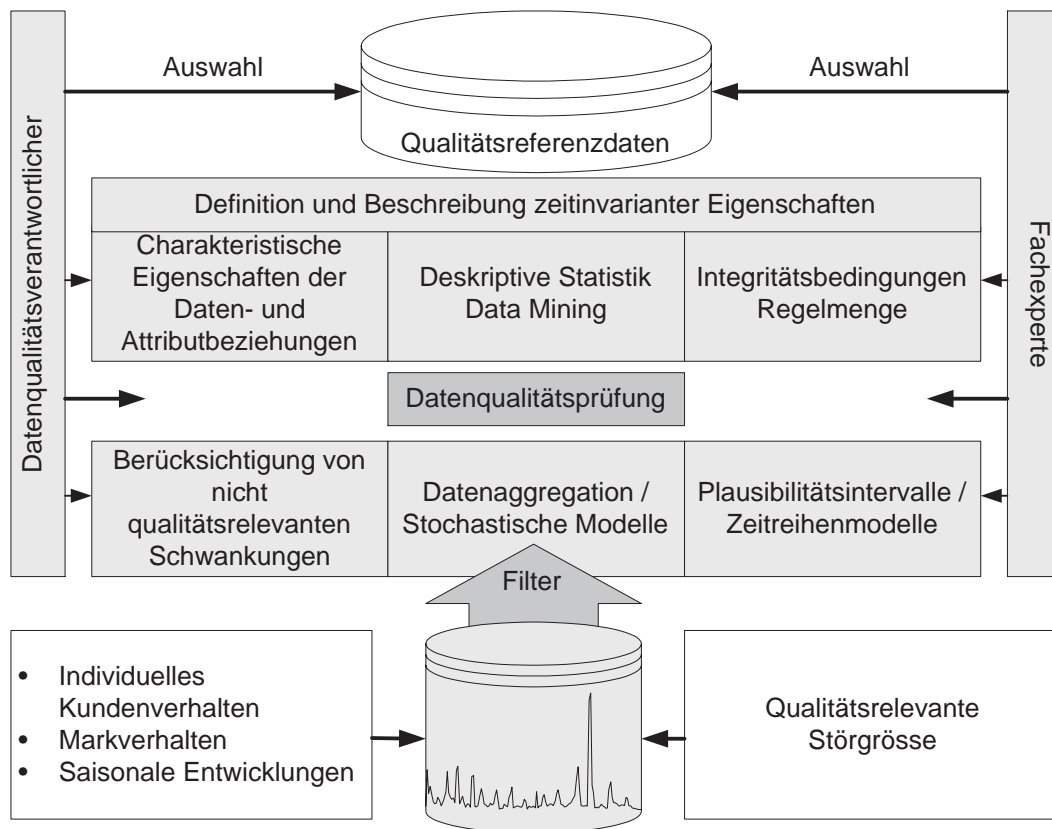 Auswahl
Auswahl
Qualitätsreferenzdaten
Datenqualitätsverantwortlicher
Fachexperte
Definition und Beschreibung zeitinvarianter Eigenschaften
Charakteristische
Eigenschaften der
Daten- und
Attributbeziehungen
Deskriptive Statistik
Data Mining
Integritätsbedingungen
Regelmenge
Datenqualitätsprüfung
Berücksichtigung von
nicht
qualitätsrelevanten
Schwankungen
Datenaggregation /
Stochastische Modelle
Plausibilitätsintervalle /
Zeitreihenmodelle
Filter
• Individuelles
Kundenverhalten
• Markverhalten
• Saisonale Entwicklungen
Qualitätsrelevante
Störgrösse